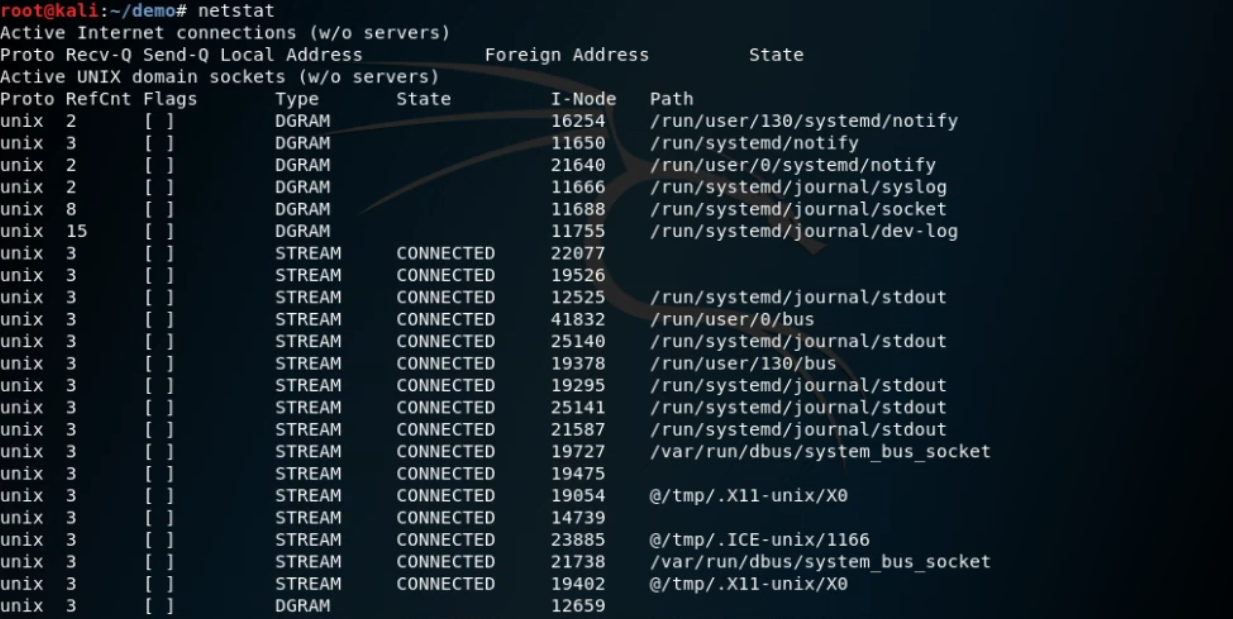 root@kali:~/demo# netstat
Active Internet connections (w/o servers)
Proto Recv-Q Send-Q Local Address           Foreign Address         State
Active UNIX domain sockets (w/o servers)
Proto RefCnt Flags       Type       State         I-Node   Path
unix  2      [ ]         DGRAM                    16254    /run/user/130/systemd/notify
unix  3      [ ]         DGRAM                    11650    /run/systemd/notify
unix  2      [ ]         DGRAM                    21640    /run/user/0/systemd/notify
unix  2      [ ]         DGRAM                    11666    /run/systemd/journal/syslog
unix  8      [ ]         DGRAM                    11688    /run/systemd/journal/socket
unix  15     [ ]         DGRAM                    11755    /run/systemd/journal/dev-log
unix  3      [ ]         STREAM     CONNECTED     22077
unix  3      [ ]         STREAM     CONNECTED     19526
unix  3      [ ]         STREAM     CONNECTED     12525    /run/systemd/journal/stdout
unix  3      [ ]         STREAM     CONNECTED     41832    /run/user/0/bus
unix  3      [ ]         STREAM     CONNECTED     25140    /run/systemd/journal/stdout
unix  3      [ ]         STREAM     CONNECTED     19378    /run/user/130/bus
unix  3      [ ]         STREAM     CONNECTED     19295    /run/systemd/journal/stdout
unix  3      [ ]         STREAM     CONNECTED     25141    /run/systemd/journal/stdout
unix  3      [ ]         STREAM     CONNECTED     21587    /run/systemd/journal/stdout
unix  3      [ ]         STREAM     CONNECTED     19727    /var/run/dbus/system_bus_socket
unix  3      [ ]         STREAM     CONNECTED     19475
unix  3      [ ]         STREAM     CONNECTED     19054    @/tmp/.X11-unix/X0
unix  3      [ ]         STREAM     CONNECTED     14739
unix  3      [ ]         STREAM     CONNECTED     23885    @/tmp/.ICE-unix/1166
unix  3      [ ]         STREAM     CONNECTED     21738    /var/run/dbus/system_bus_socket
unix  3      [ ]         STREAM     CONNECTED     19402    @/tmp/.X11-unix/X0
unix  3      [ ]         DGRAM                    12659